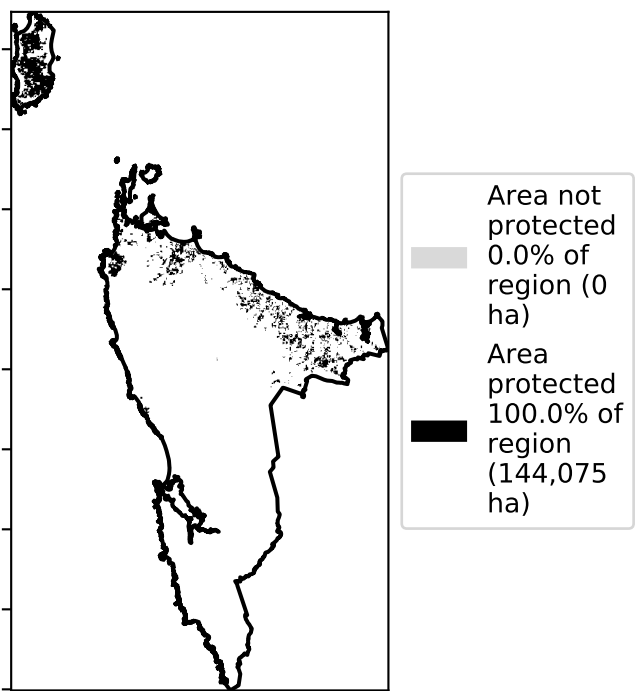 Area not
protected
0.0% of
region (0
ha)
Area
protected
100.0% of
region
(144,075
ha)